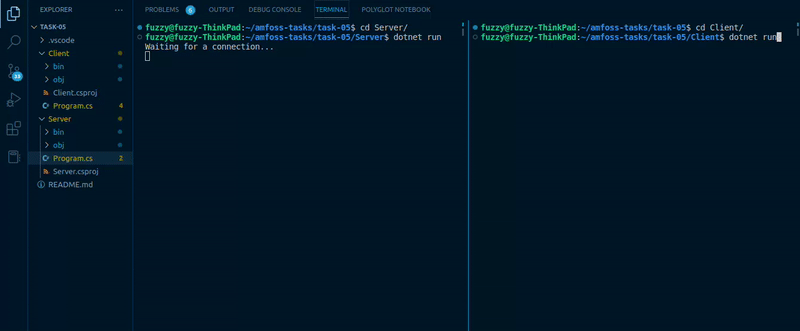 EXPLORER
TASK-05
.vscode
Client
bin
obj
Client.csproj
Program.cs 4
Server
bin
obj
Program.cs 2
Server.csproj
README.md
33
PROBLEMS 6 OUTPUT DEBUG CONSOLE TERMINAL POLYGLOT NOTEBOOK
fuzzy@fuzzy-ThinkPad:~/amfoss-tasks/task-05$ cd Server/
fuzzy@fuzzy-ThinkPad:~/amfoss-tasks/task-05/Server$ dotnet run
Waiting for a connection...
fuzzy@fuzzy-ThinkPad:~/amfoss-tasks/task-05$ cd Client/
fuzzy@fuzzy-ThinkPad:~/amfoss-tasks/task-05/Client$ dotnet run